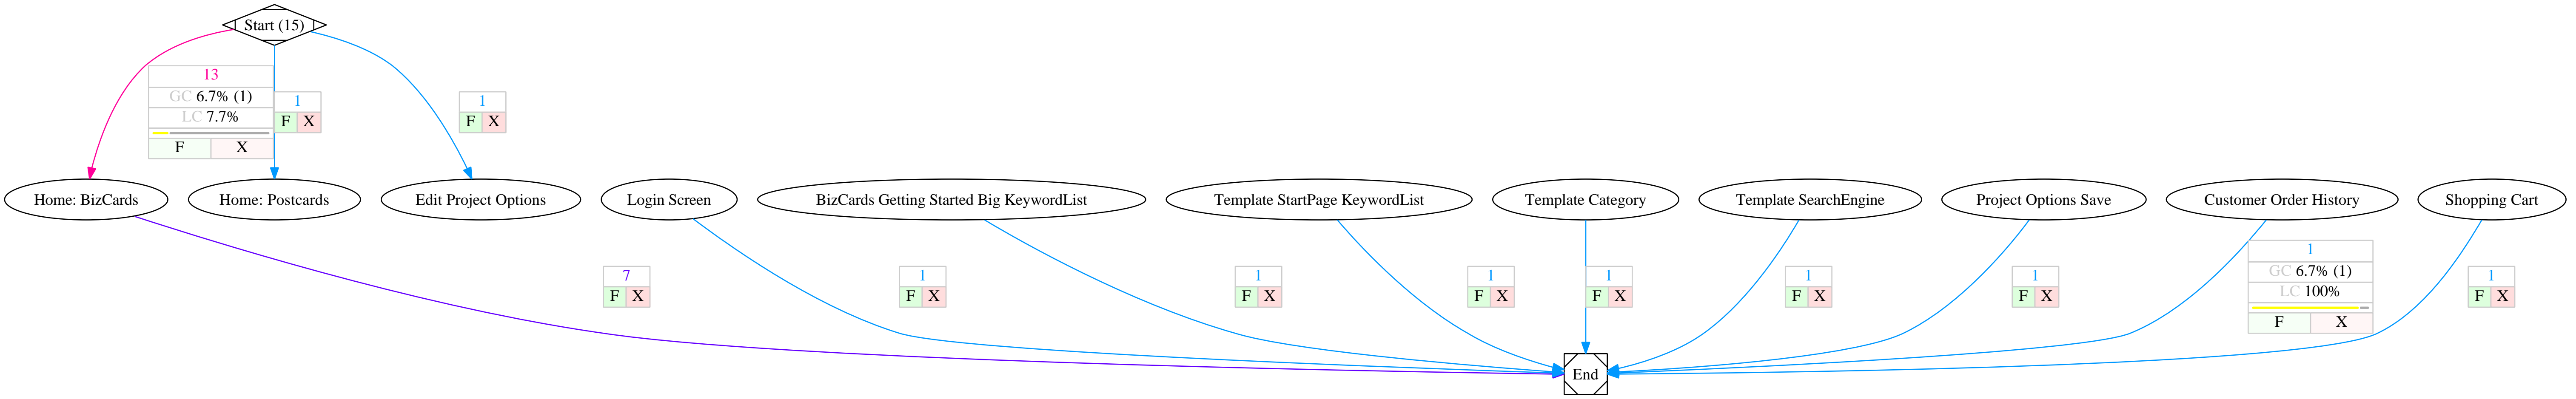 Start (15)
13
GC 6.7% (1)
LC 7.7%
F X
1
F X
1
F X
Home: BizCards
Home: Postcards
Edit Project Options
Login Screen
BizCards Getting Started Big KeywordList
Template StartPage KeywordList
Template Category
Template SearchEngine
Project Options Save
Customer Order History
Shopping Cart
7
F X
1
F X
1
F X
1
F X
1
F X
1
F X
1
F X
1
GC 6.7% (1)
LC 100%
F X
1
F X
End